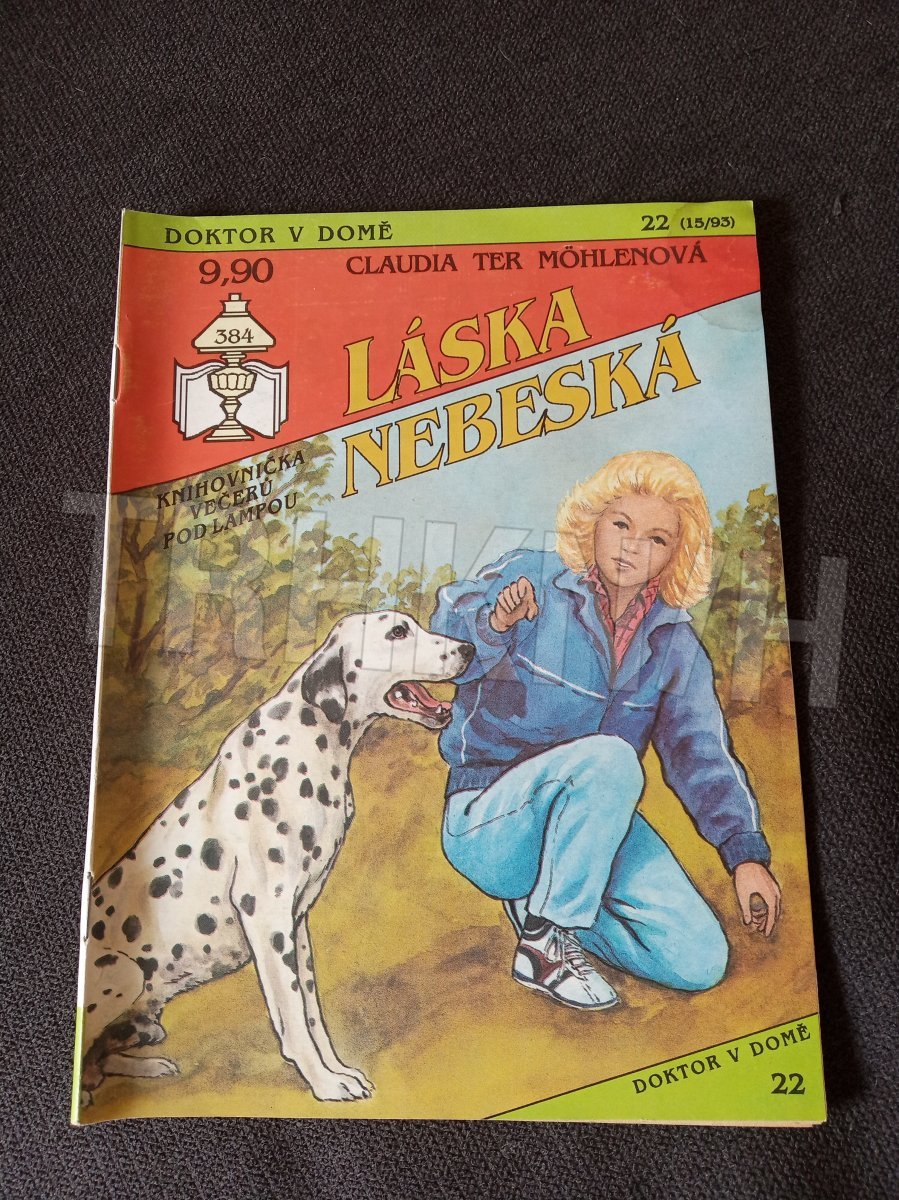 DOKTOR V DOMĚ 22 (15/93)
9,90 CLAUDIA TER MÖHLENOVÁ
384
LÁSKA
NEBESKÁ
KNIHOVNIČKA
VEČERŮ
POD LAMPOU
TRHKNIH
DOKTOR V DOMĚ
22